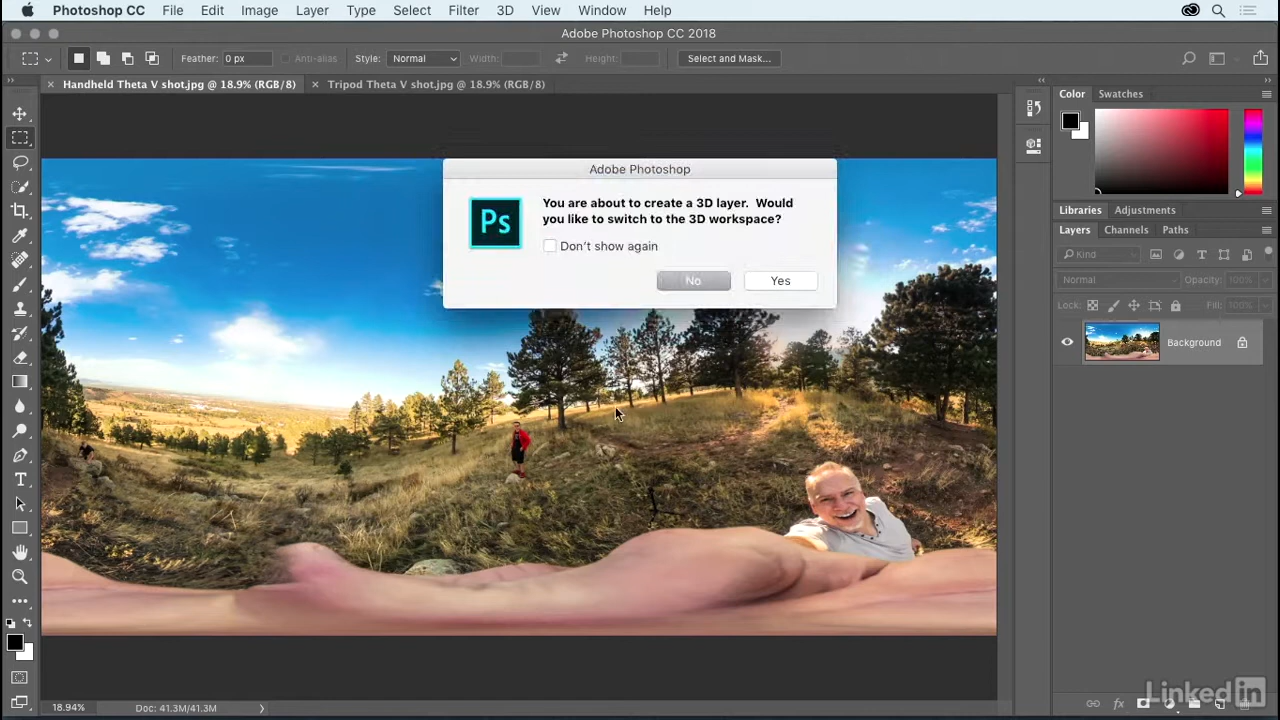 Photoshop CC File Edit Image Layer Type Select Filter 3D View Window Help
Adobe Photoshop CC 2018
Feather: 0 px Anti-alias Style: Normal Width: Height: Select and Mask...
Handheld Theta V shot.jpg @ 18.9% (RGB/8) Tripod Theta V shot.jpg @ 18.9% (RGB/8)
Color Swatches
Adobe Photoshop
Ps
You are about to create a 3D layer. Would
you like to switch to the 3D workspace?
Don't show again
No Yes
Libraries Adjustments
Layers Channels Paths
Kind
Normal Opacity: 100%
Lock: Fill: 100%
Background
18.94% Doc: 41.3M/41.3M
Linked in